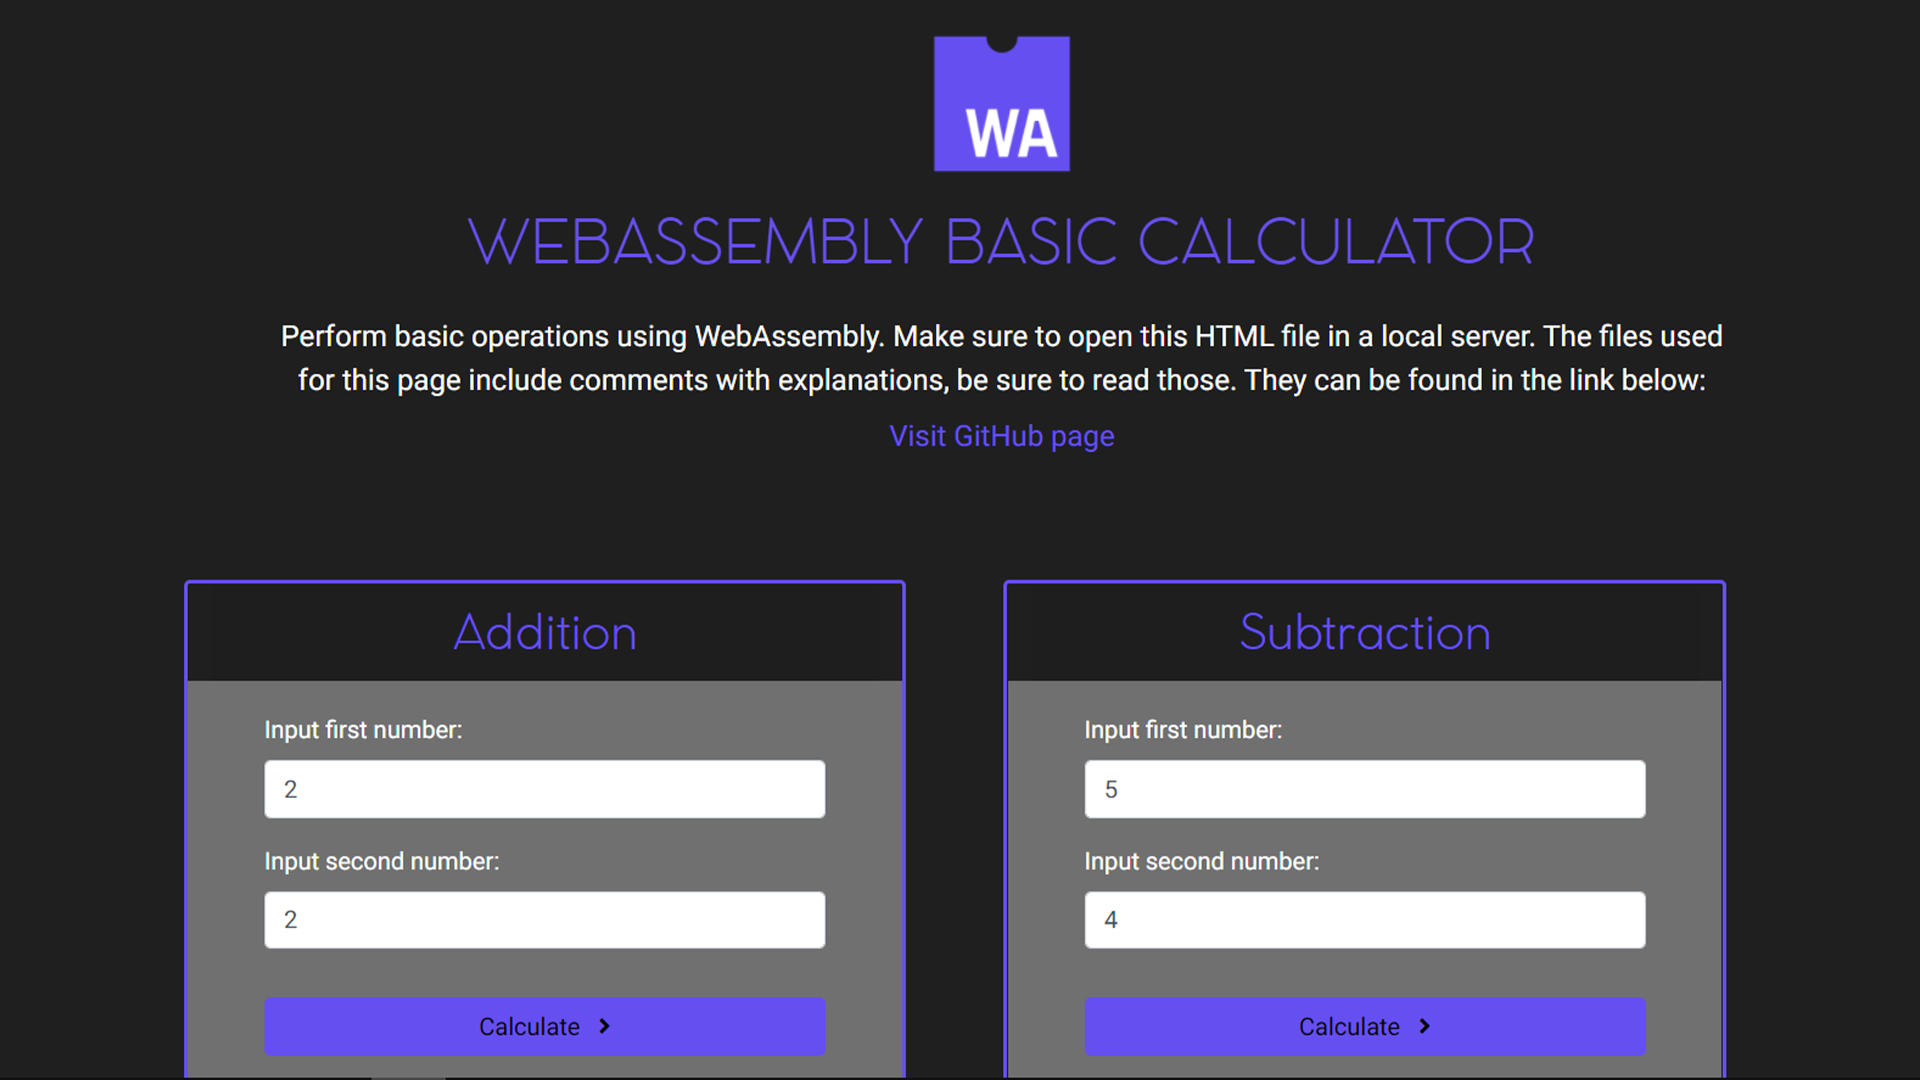 WA
WEBASSEMBLY BASIC CALCULATOR
Perform basic operations using WebAssembly. Make sure to open this HTML file in a local server. The files used
for this page include comments with explanations, be sure to read those. They can be found in the link below:
Visit GitHub page
Addition
Input first number:
2
Input second number:
2
Calculate
Subtraction
Input first number:
5
Input second number:
4
Calculate